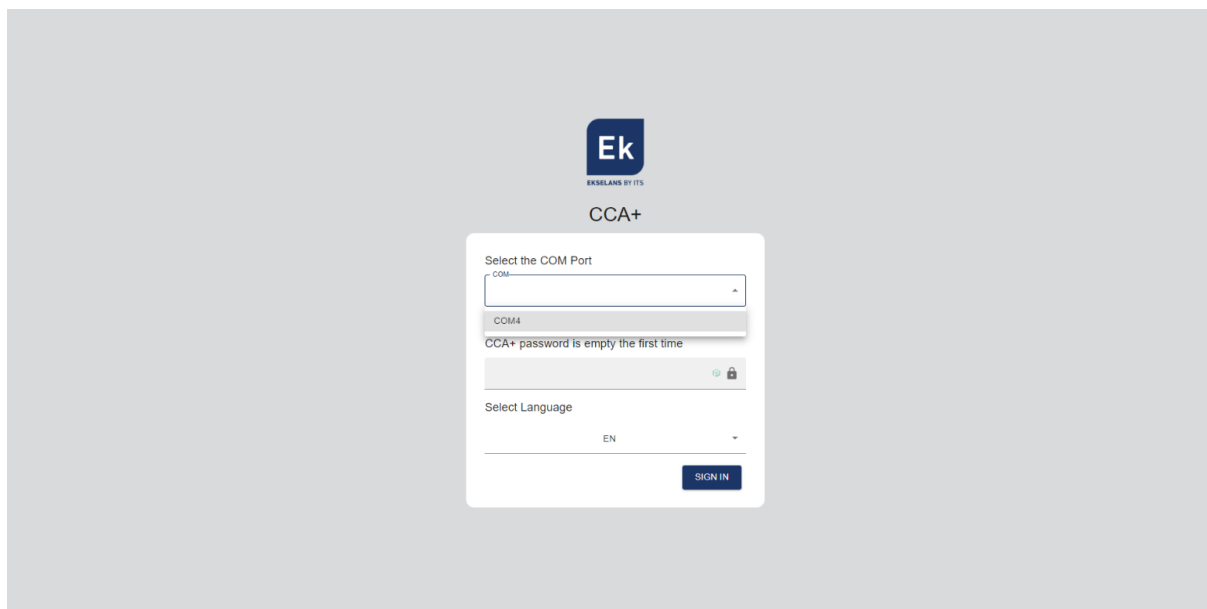 Ek
EKSELANS BY ITS
CCA+
Select the COM Port
COM
COM4
CCA+ password is empty the first time
Select Language
EN
SIGN IN